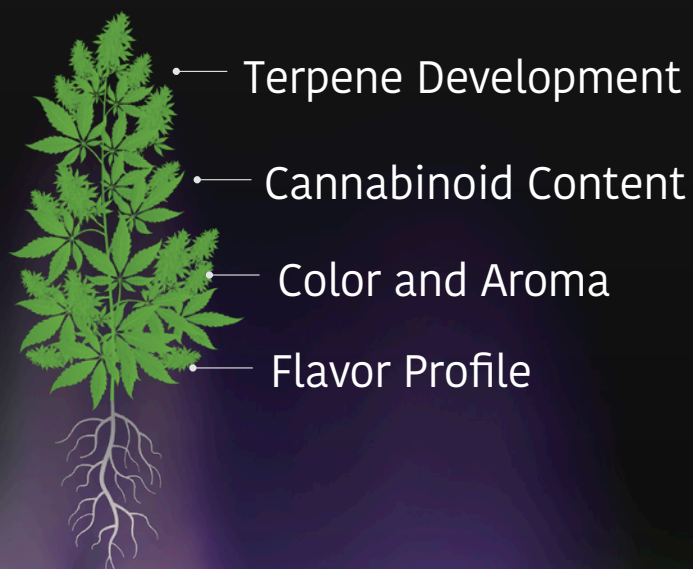 Terpene Development
Cannabinoid Content
Color and Aroma
Flavor Profile